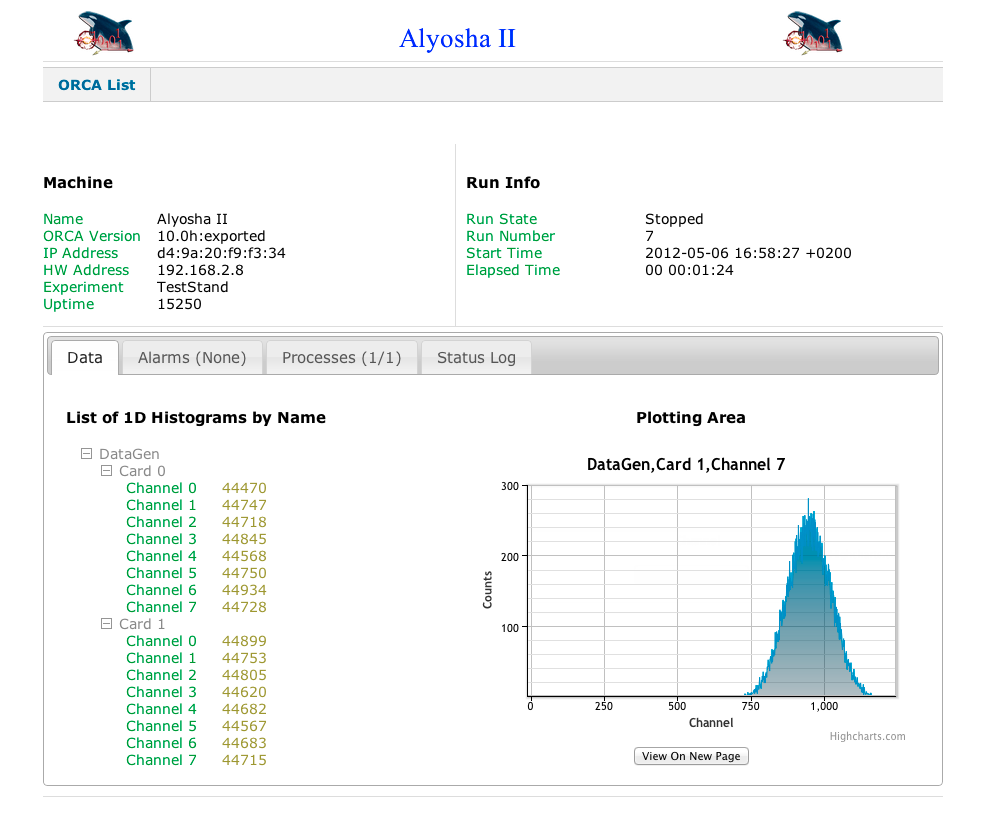 Alyosha II
ORCA List
Machine
Name Alyosha II
ORCA Version 10.0h:exported
IP Address d4:9a:20:f9:f3:34
HW Address 192.168.2.8
Experiment TestStand
Uptime 15250
Run Info
Run State Stopped
Run Number 7
Start Time 2012-05-06 16:58:27 +0200
Elapsed Time 00 00:01:24
Data Alarms (None) Processes (1/1) Status Log
List of 1D Histograms by Name
DataGen
Card 0
Channel 0 44470
Channel 1 44747
Channel 2 44718
Channel 3 44845
Channel 4 44568
Channel 5 44750
Channel 6 44934
Channel 7 44728
Card 1
Channel 0 44899
Channel 1 44753
Channel 2 44805
Channel 3 44620
Channel 4 44682
Channel 5 44567
Channel 6 44683
Channel 7 44715
Plotting Area
DataGen,Card 1,Channel 7
300
200
100
Counts
0 250 500 750 1,000
Channel
Highcharts.com
View On New Page